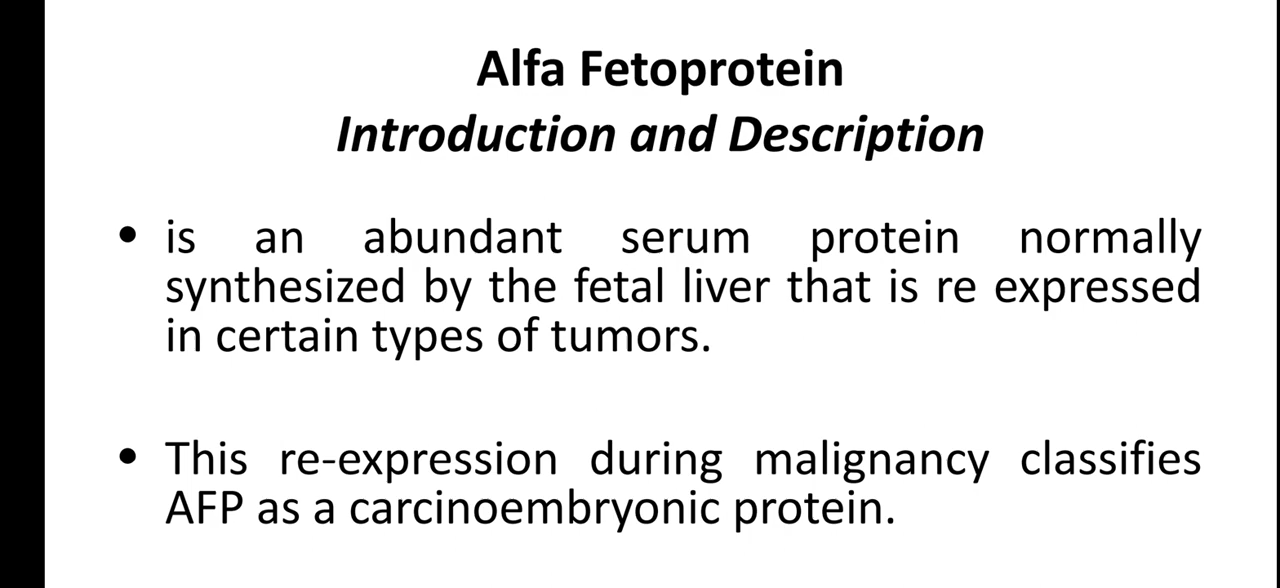 Alfa Fetoprotein
Introduction and Description
• is an abundant serum protein normally
synthesized by the fetal liver that is re expressed
in certain types of tumors.
• This re-expression during malignancy classifies
AFP as a carcinoembryonic protein.